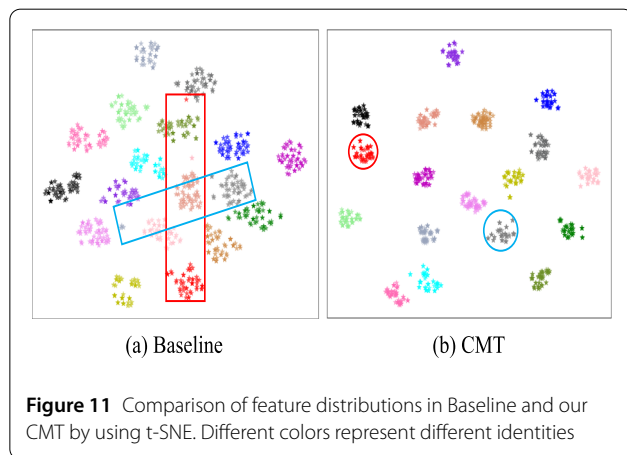 (a) Baseline
(b) CMT
Figure 11 Comparison of feature distributions in Baseline and our
CMT by using t-SNE. Different colors represent different identities